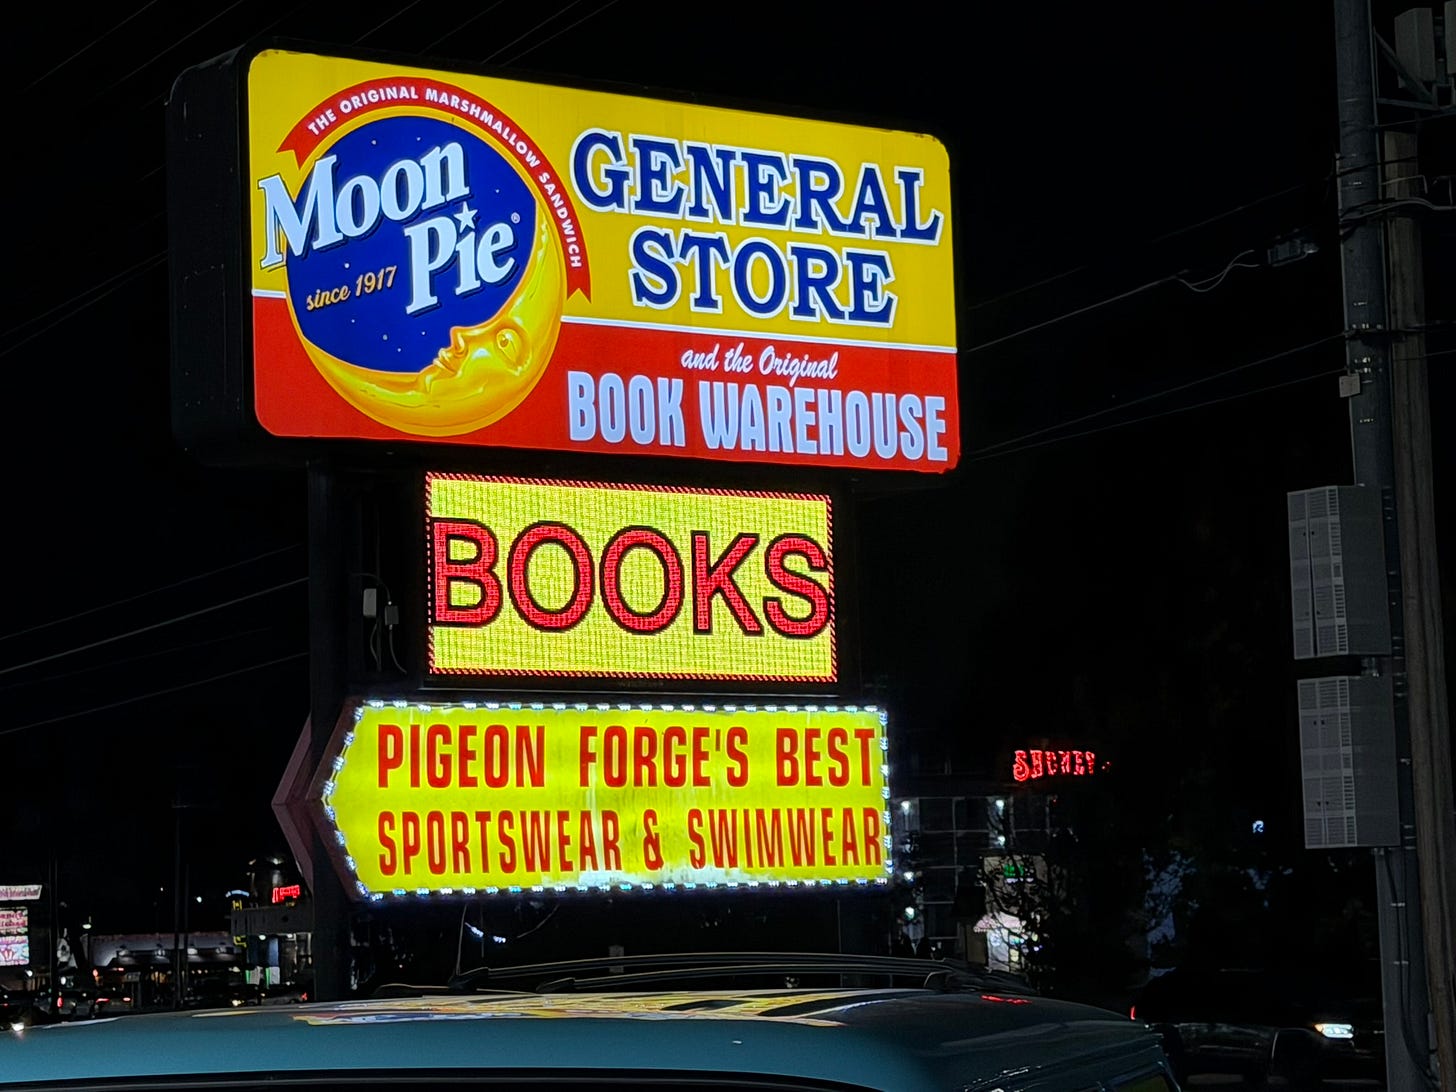 THE ORIGINAL MARSHMALLOW SANDWICH
Moon
Pie®
since 1917
GENERAL
STORE
and the Original
BOOK WAREHOUSE
BOOKS
PIGEON FORGE'S BEST
SPORTSWEAR & SWIMWEAR